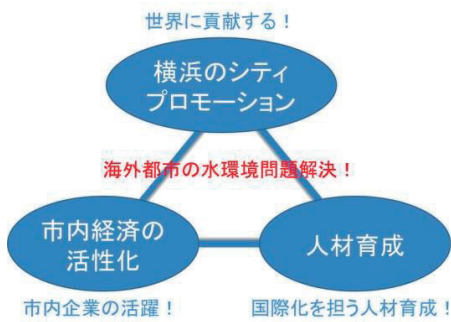 世界に貢献する！
横浜のシティ
プロモーション
海外都市の水環境問題解決！
市内経済の
活性化
人材育成
市内企業の活躍！
国際化を担う人材育成！